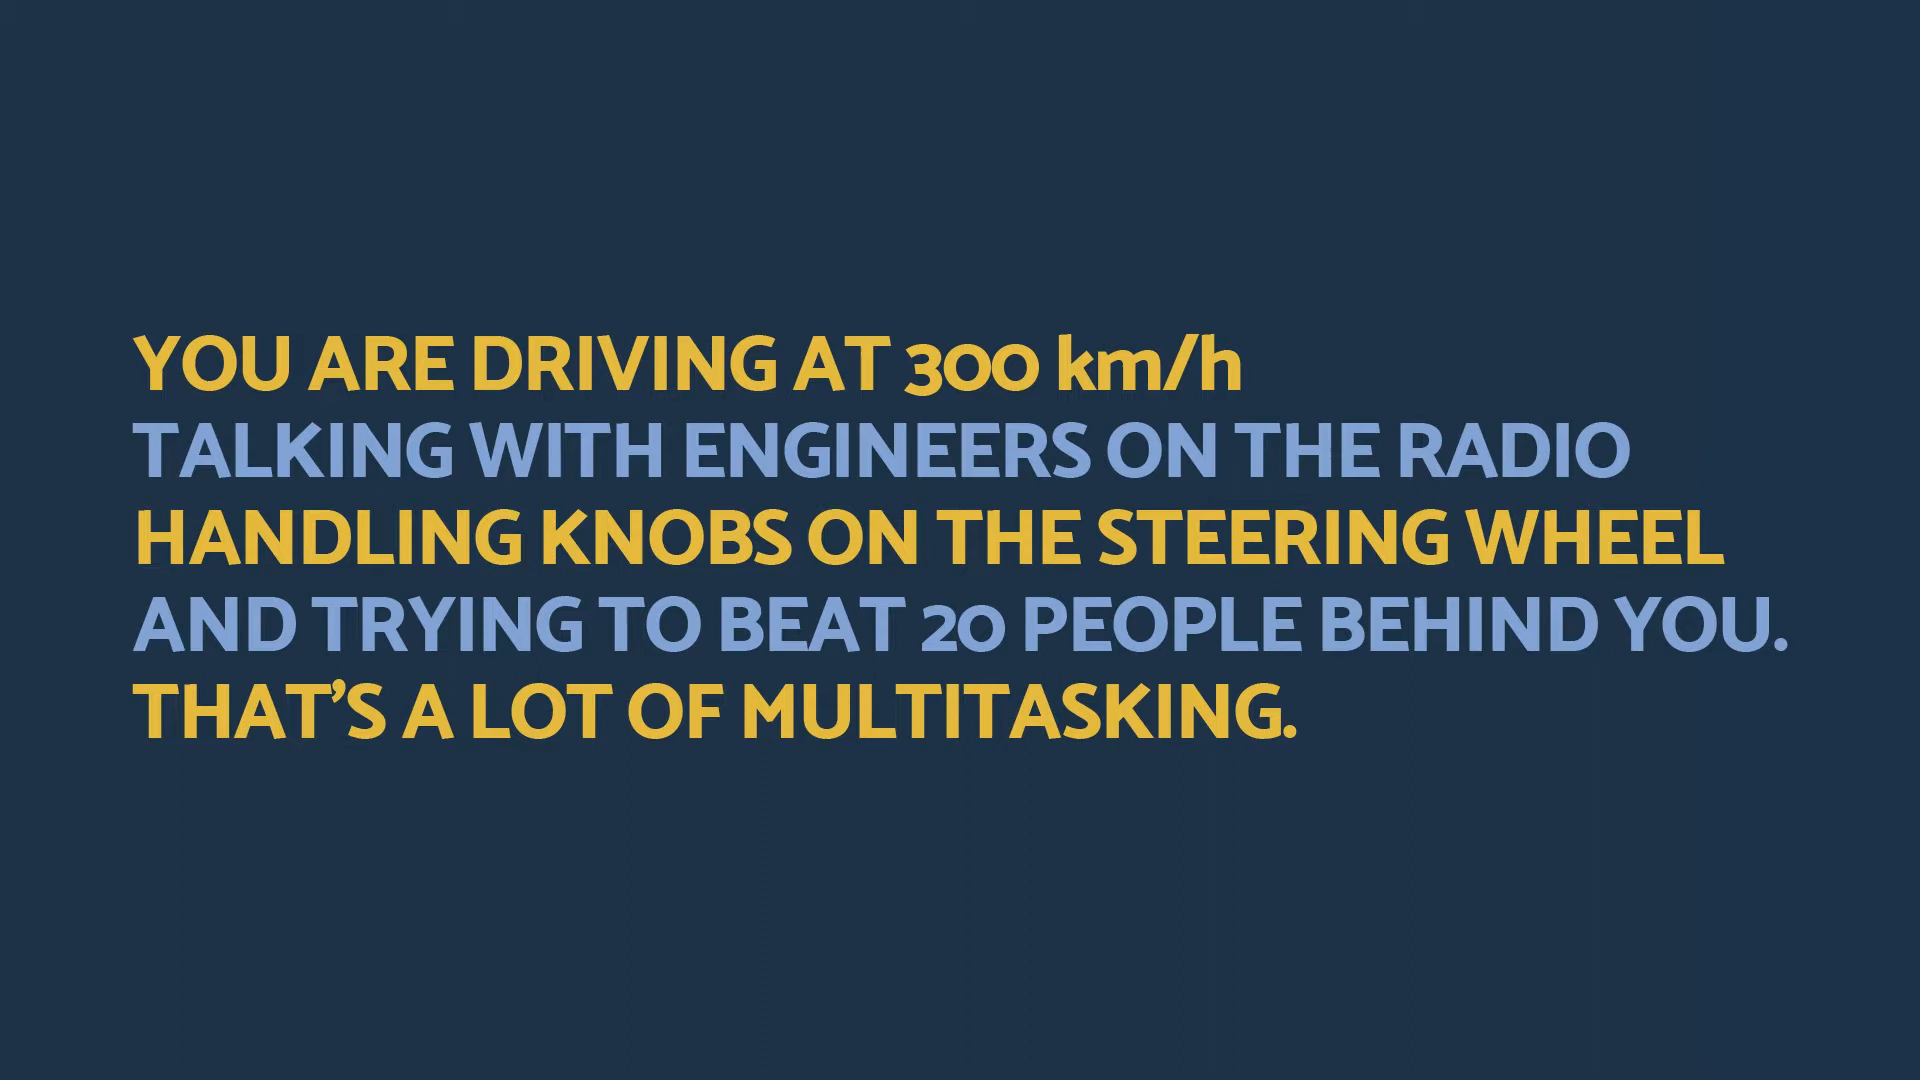 YOU ARE DRIVING AT 300 km/h
TALKING WITH ENGINEERS ON THE RADIO
HANDLING KNOBS ON THE STEERING WHEEL
AND TRYING TO BEAT 20 PEOPLE BEHIND YOU.
THAT’S A LOT OF MULTITASKING.